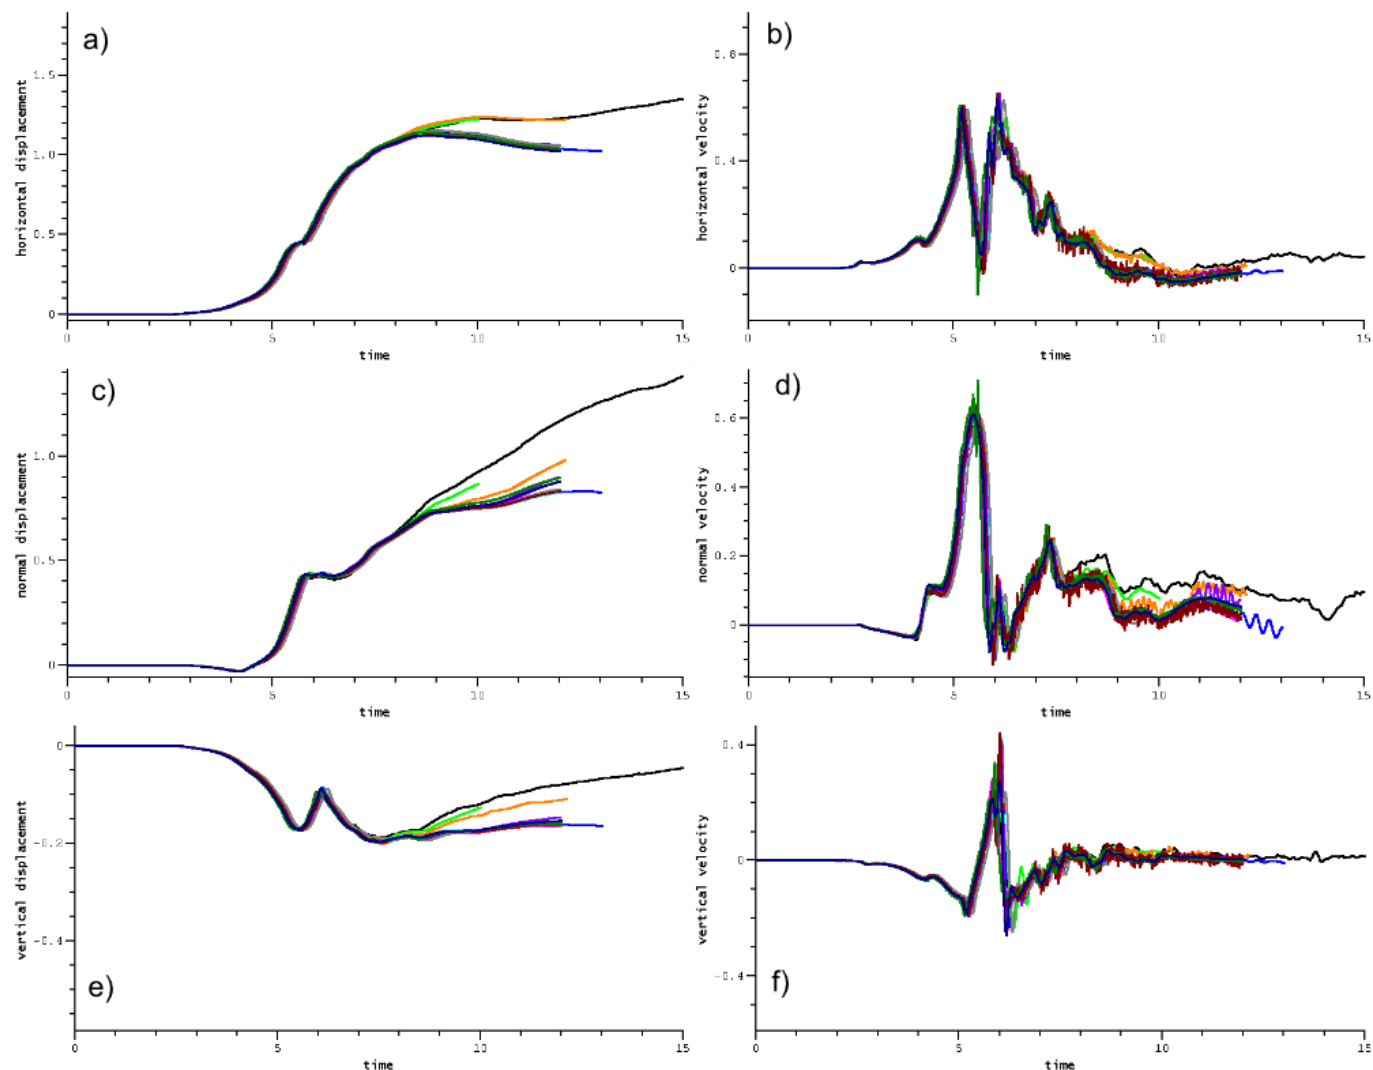 a)
horizontal displacement
1.5
1.0
0.5
0
0 5 10 15
time
b)
horizontal velocity
0.8
0.4
0
0 5 10 15
time
c)
normal displacement
1.0
0.5
0
0 5 10 15
time
d)
normal velocity
0.6
0.4
0.2
0
0 5 10 15
time
e)
vertical displacement
0
-0.2
-0.4
0 5 10 15
time
f)
vertical velocity
0.4
0
-0.4
0 5 10 15
time